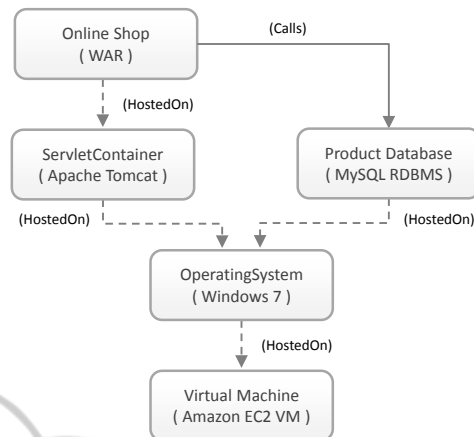 Online Shop
( WAR )
(Calls)
(HostedOn)
ServletContainer
( Apache Tomcat )
Product Database
( MySQL RDBMS )
(HostedOn)
(HostedOn)
OperatingSystem
( Windows 7 )
(HostedOn)
Virtual Machine
( Amazon EC2 VM )